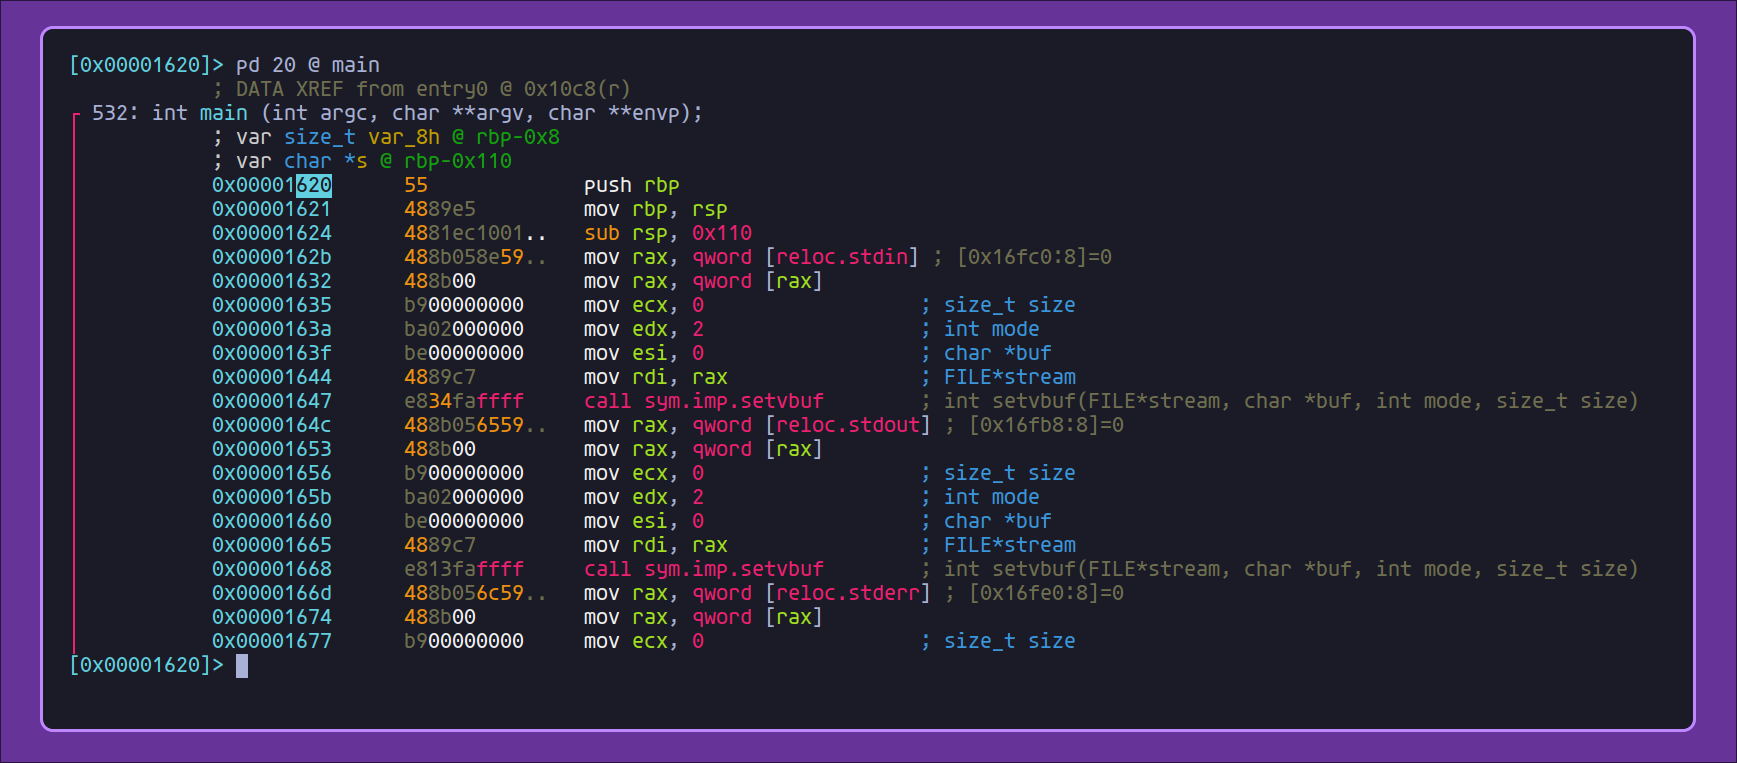 [0x00001620]> pd 20 @ main
; DATA XREF from entry0 @ 0x10c8(r)
532: int main (int argc, char **argv, char **envp);
; var size_t var_8h @ rbp-0x8
; var char *s @ rbp-0x110
0x00001620 55 push rbp
0x00001621 4889e5 mov rbp, rsp
0x00001624 4881ec1001.. sub rsp, 0x110
0x0000162b 488b058e59.. mov rax, qword [reloc.stdin] ; [0x16fc0:8]=0
0x00001632 488b00 mov rax, qword [rax]
0x00001635 b900000000 mov ecx, 0 ; size_t size
0x0000163a ba02000000 mov edx, 2 ; int mode
0x0000163f be00000000 mov esi, 0 ; char *buf
0x00001644 4889c7 mov rdi, rax ; FILE*stream
0x00001647 e834faffff call sym.imp.setvbuf ; int setvbuf(FILE*stream, char *buf, int mode, size_t size)
0x0000164c 488b056559.. mov rax, qword [reloc.stdout] ; [0x16fb8:8]=0
0x00001653 488b00 mov rax, qword [rax]
0x00001656 b900000000 mov ecx, 0 ; size_t size
0x0000165b ba02000000 mov edx, 2 ; int mode
0x00001660 be00000000 mov esi, 0 ; char *buf
0x00001665 4889c7 mov rdi, rax ; FILE*stream
0x00001668 e813faffff call sym.imp.setvbuf ; int setvbuf(FILE*stream, char *buf, int mode, size_t size)
0x0000166d 488b056c59.. mov rax, qword [reloc.stderr] ; [0x16fe0:8]=0
0x00001674 488b00 mov rax, qword [rax]
0x00001677 b900000000 mov ecx, 0 ; size_t size
[0x00001620]>